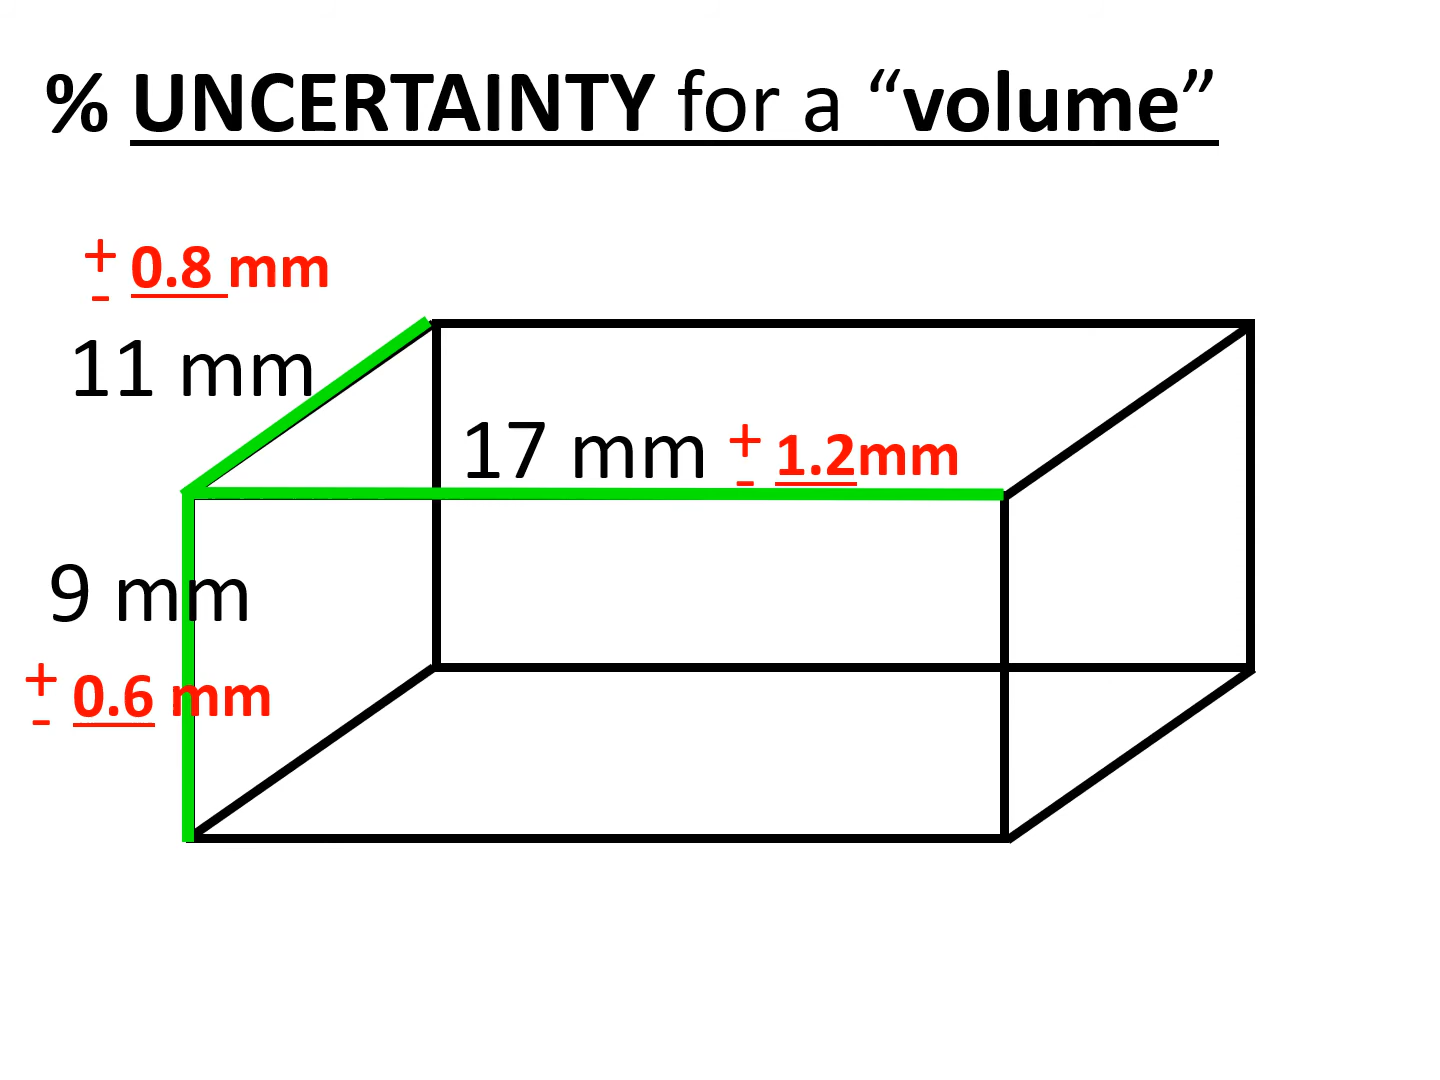 % UNCERTAINTY for a “volume”
± 0.8 mm
11 mm
17 mm ± 1.2mm
9 mm
± 0.6 mm